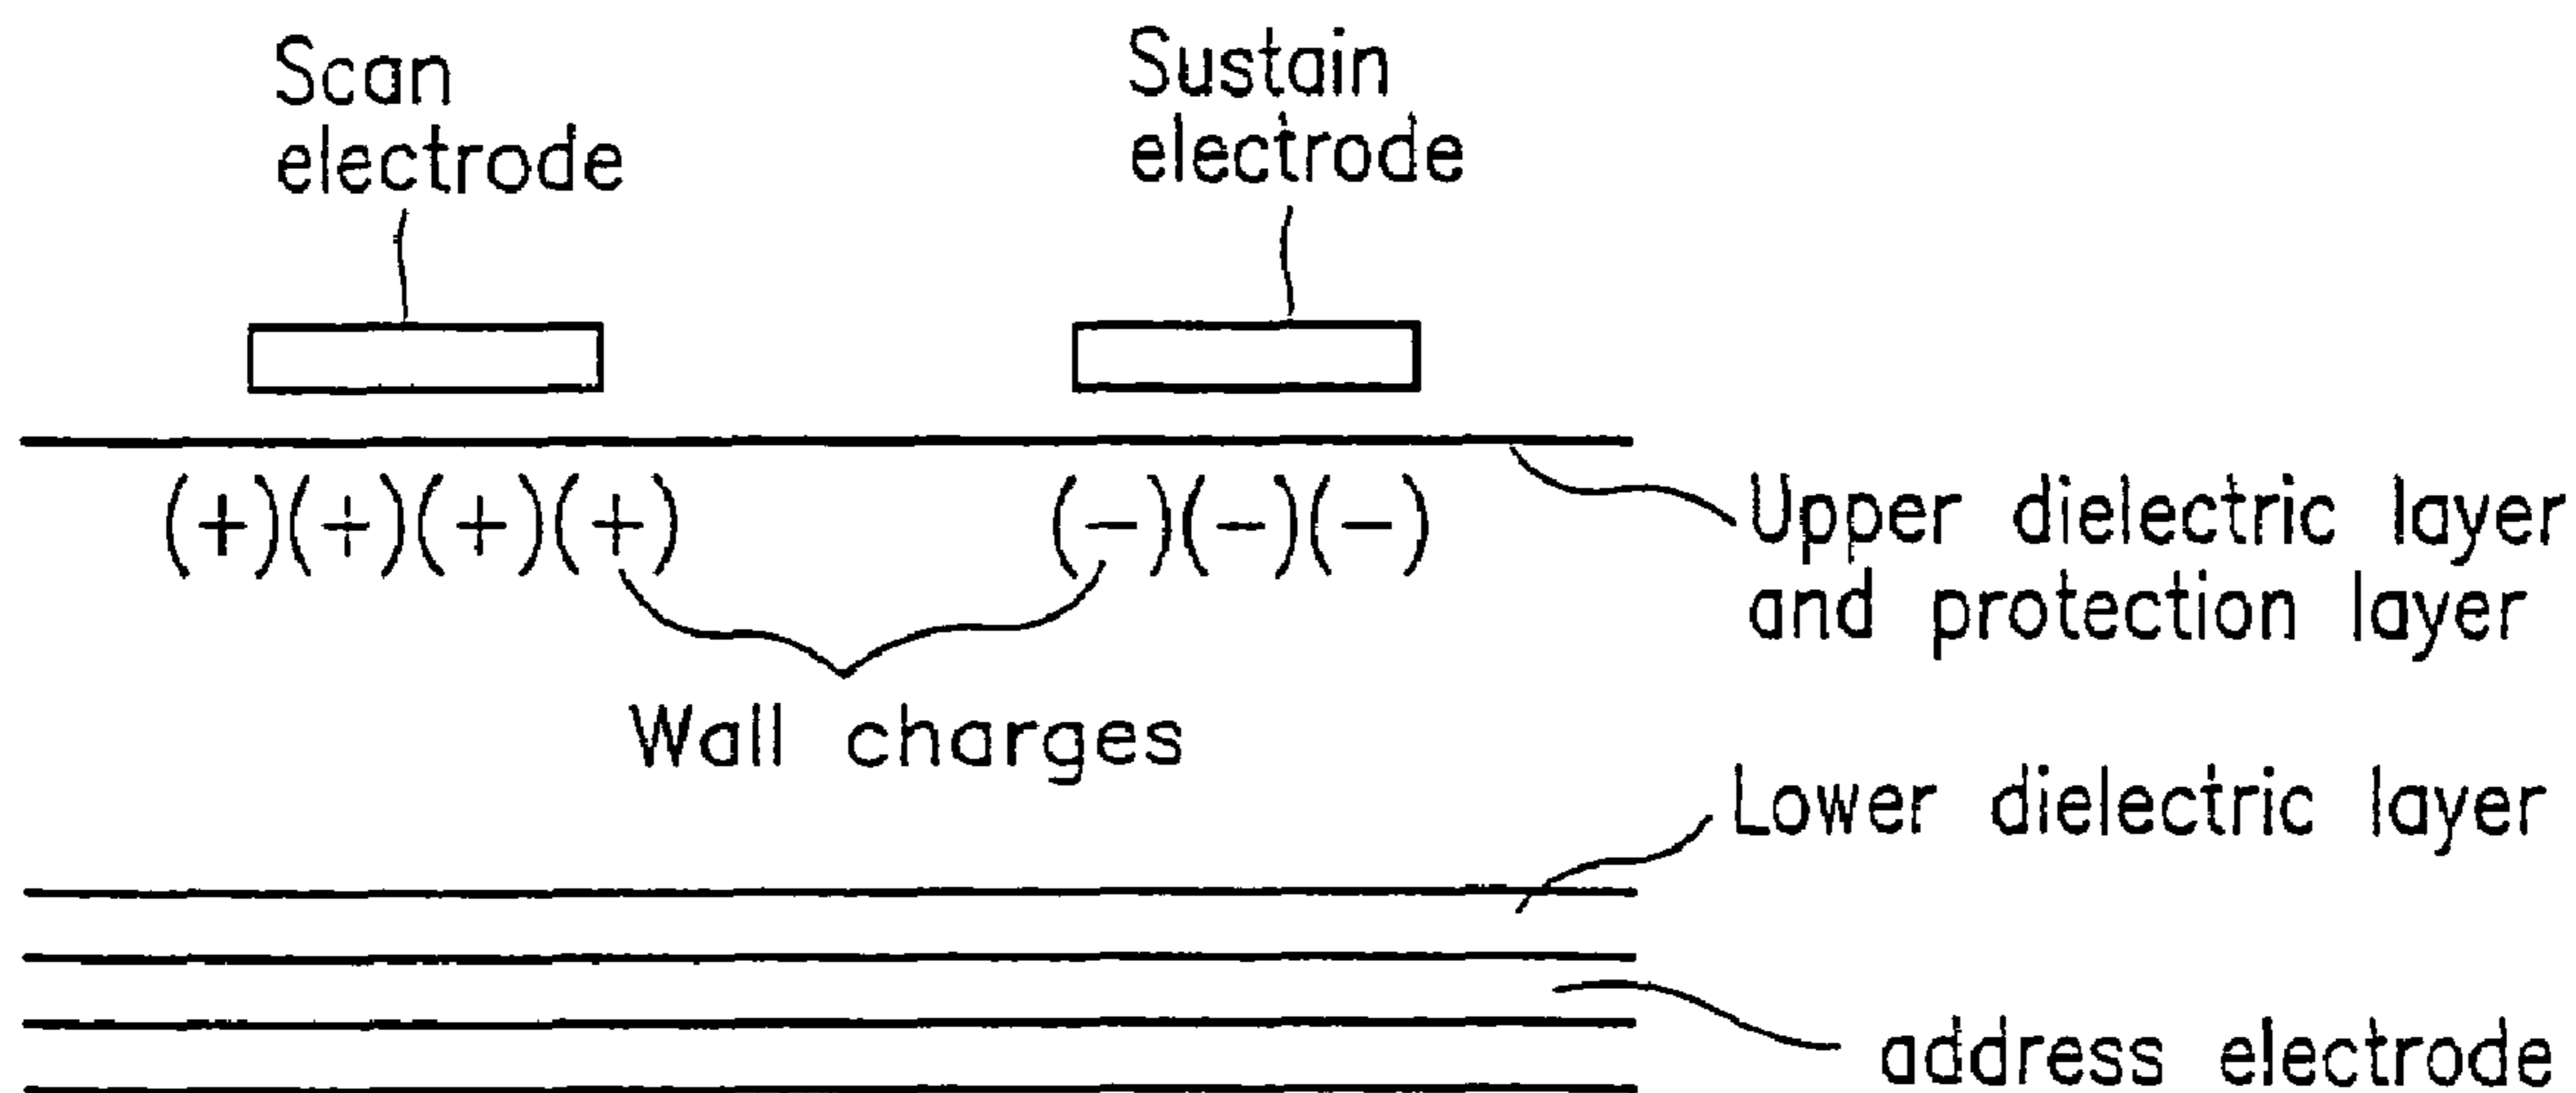 Scan
electrode
Sustain
electrode
(+)(+)(+)(+)
(-)(-)(-)
Upper dielectric layer
and protection layer
Wall charges
Lower dielectric layer
address electrode